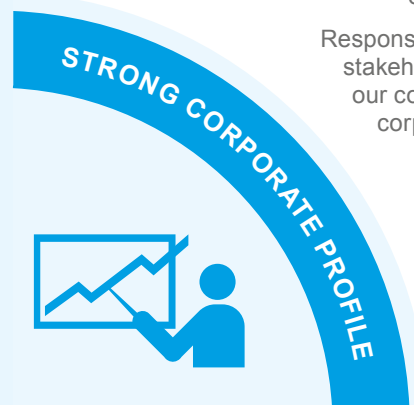 Respons
stakeh
our co
corp
STRONG CORPORATE PROFILE